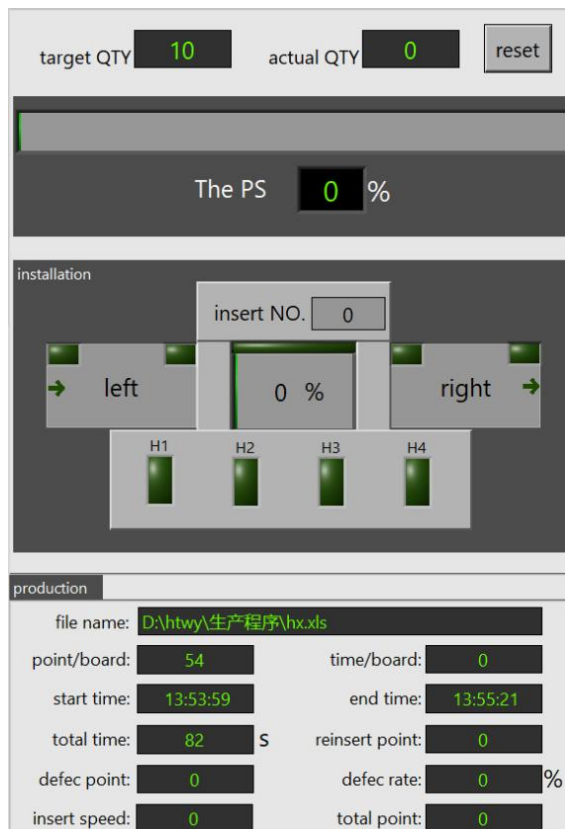 target QTY 10 actual QTY 0 reset
The PS 0 %
installation
insert NO. 0
left 0 % right
H1 H2 H3 H4
production
file name: D:\htwy\生产程序\hx.xls
point/board: 54 time/board: 0
start time: 13:53:59 end time: 13:55:21
total time: 82 S reinsert point: 0
defec point: 0 defec rate: 0 %
insert speed: 0 total point: 0